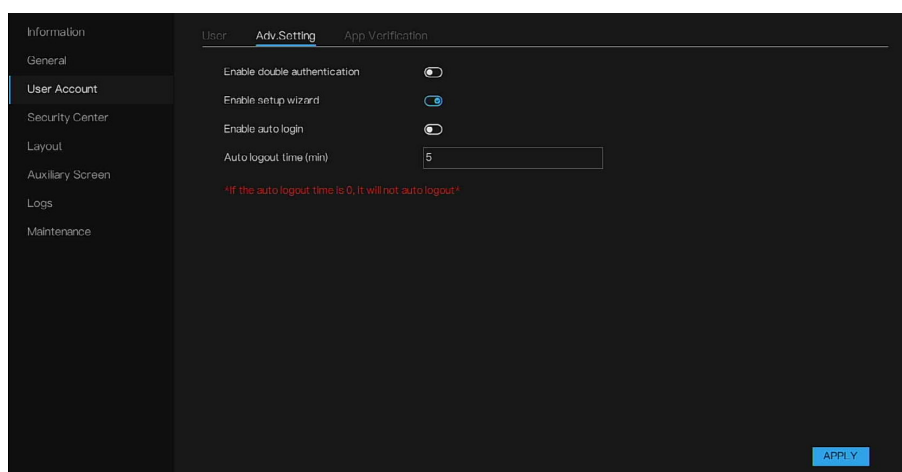 Information
General
User Account
Security Center
Layout
Auxiliary Screen
Logs
Maintenance
User Adv.Setting App Verification
Enable double authentication
Enable setup wizard
Enable auto login
Auto logout time (min) 5
*If the auto logout time is 0, it will not auto logout*
APPLY